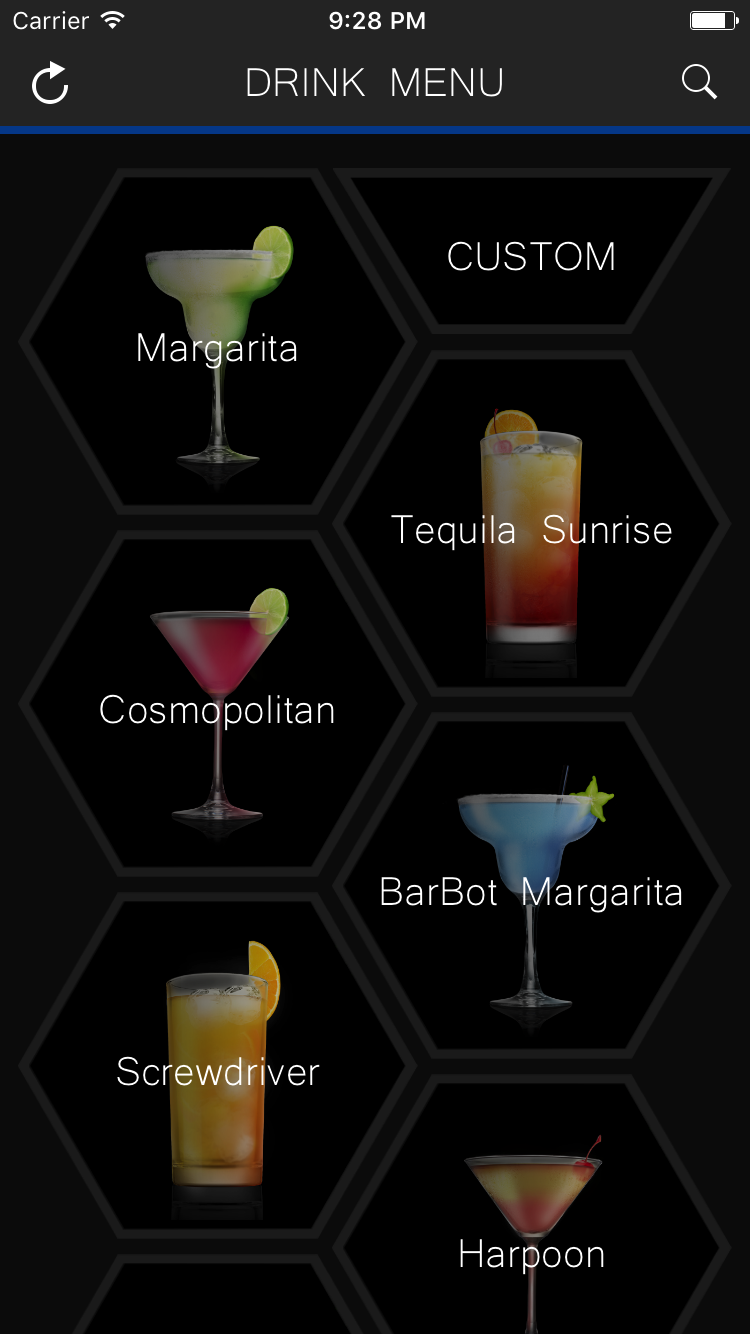 Carrier 9:28 PM
DRINK MENU
CUSTOM
Margarita
Tequila Sunrise
Cosmopolitan
BarBot Margarita
Screwdriver
Harpoon